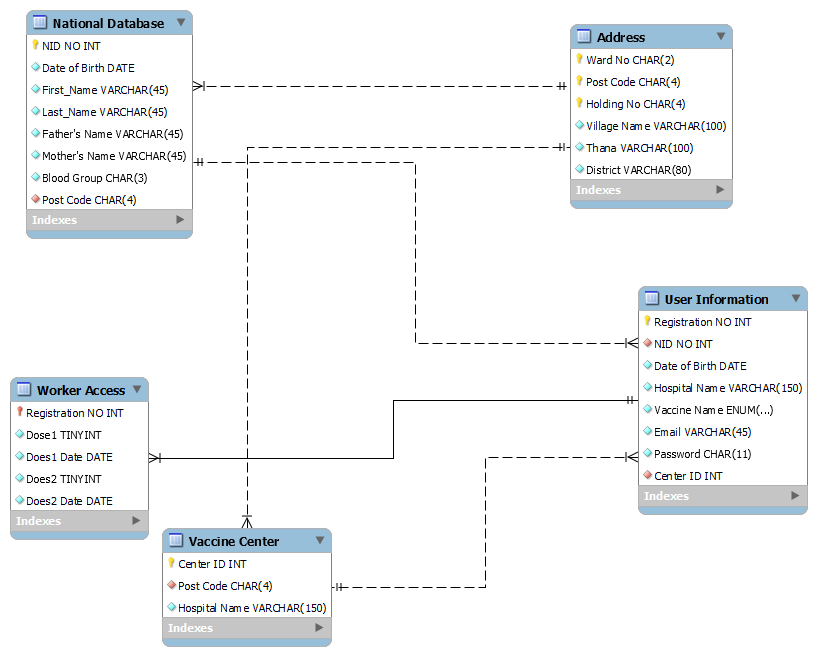 National Database
NID NO INT
Date of Birth DATE
First_Name VARCHAR(45)
Last_Name VARCHAR(45)
Father's Name VARCHAR(45)
Mother's Name VARCHAR(45)
Blood Group CHAR(3)
Post Code CHAR(4)
Indexes
Address
Ward No CHAR(2)
Post Code CHAR(4)
Holding No CHAR(4)
Village Name VARCHAR(100)
Thana VARCHAR(100)
District VARCHAR(80)
Indexes
User Information
Registration NO INT
NID NO INT
Date of Birth DATE
Hospital Name VARCHAR(150)
Vaccine Name ENUM(...)
Email VARCHAR(45)
Password CHAR(11)
Center ID INT
Indexes
Worker Access
Registration NO INT
Dose1 TINYINT
Does1 Date DATE
Does2 TINYINT
Does2 Date DATE
Indexes
Vaccine Center
Center ID INT
Post Code CHAR(4)
Hospital Name VARCHAR(150)
Indexes